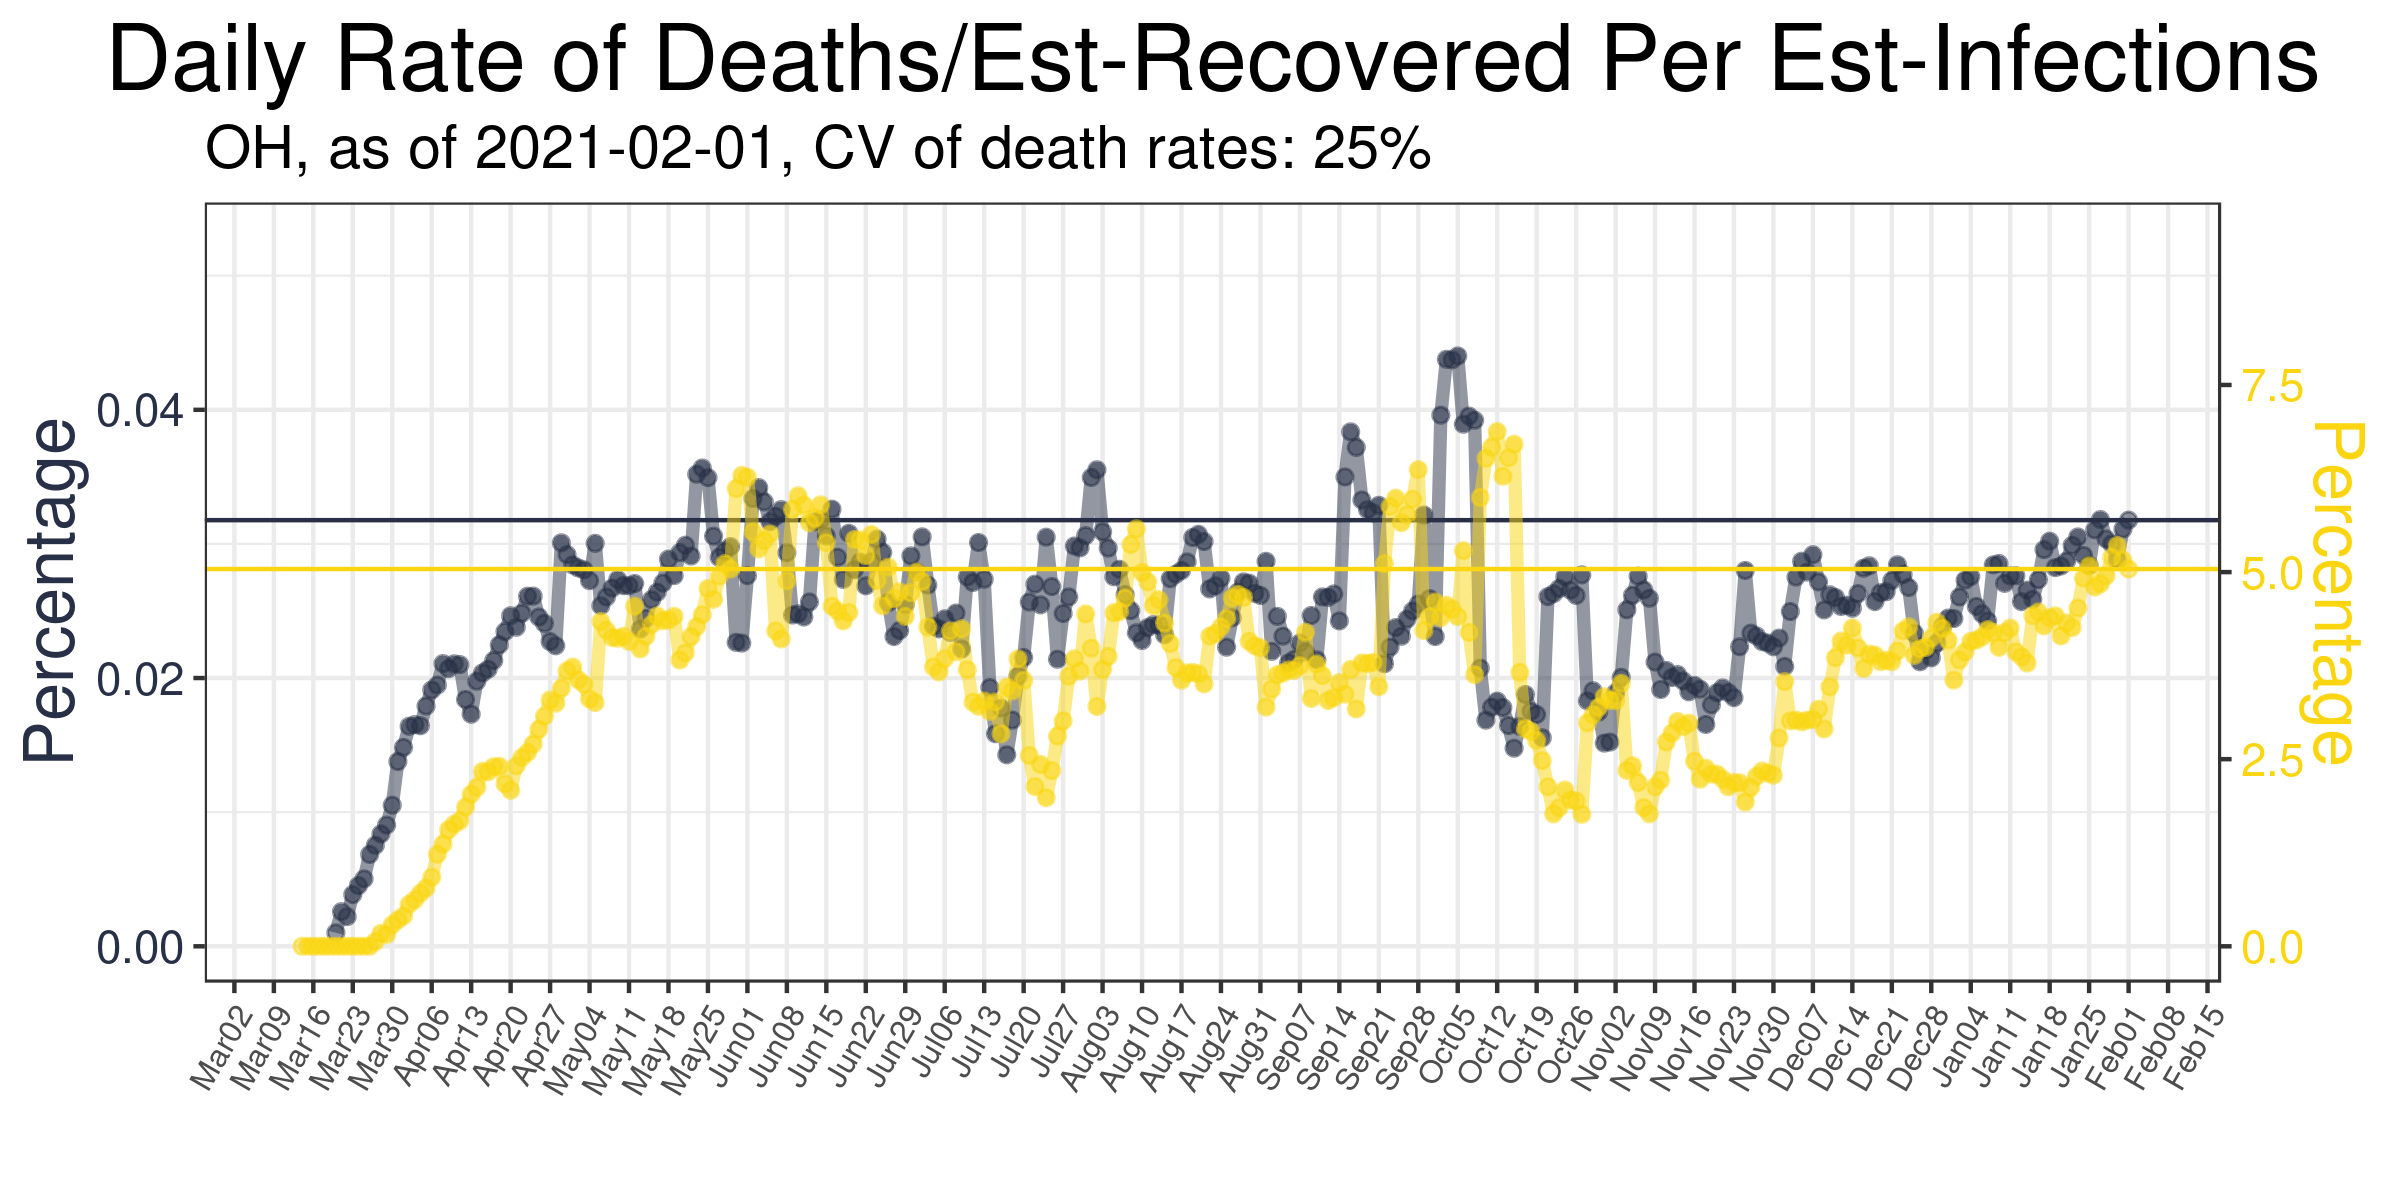 Daily Rate of Deaths/Est-Recovered Per Est-Infections
OH, as of 2021-02-01, CV of death rates: 25%
Percentage
0.04
0.02
0.00
7.5
5.0
2.5
0.0
Percentage
Mar02
Mar09
Mar16
Mar23
Mar30
Apr06
Apr13
Apr20
Apr27
May04
May11
May18
May25
Jun01
Jun08
Jun15
Jun22
Jun29
Jul06
Jul13
Jul20
Jul27
Aug03
Aug10
Aug17
Aug24
Aug31
Sep07
Sep14
Sep21
Sep28
Oct05
Oct12
Oct19
Oct26
Nov02
Nov09
Nov16
Nov23
Nov30
Dec07
Dec14
Dec21
Dec28
Jan04
Jan11
Jan18
Jan25
Feb01
Feb08
Feb15